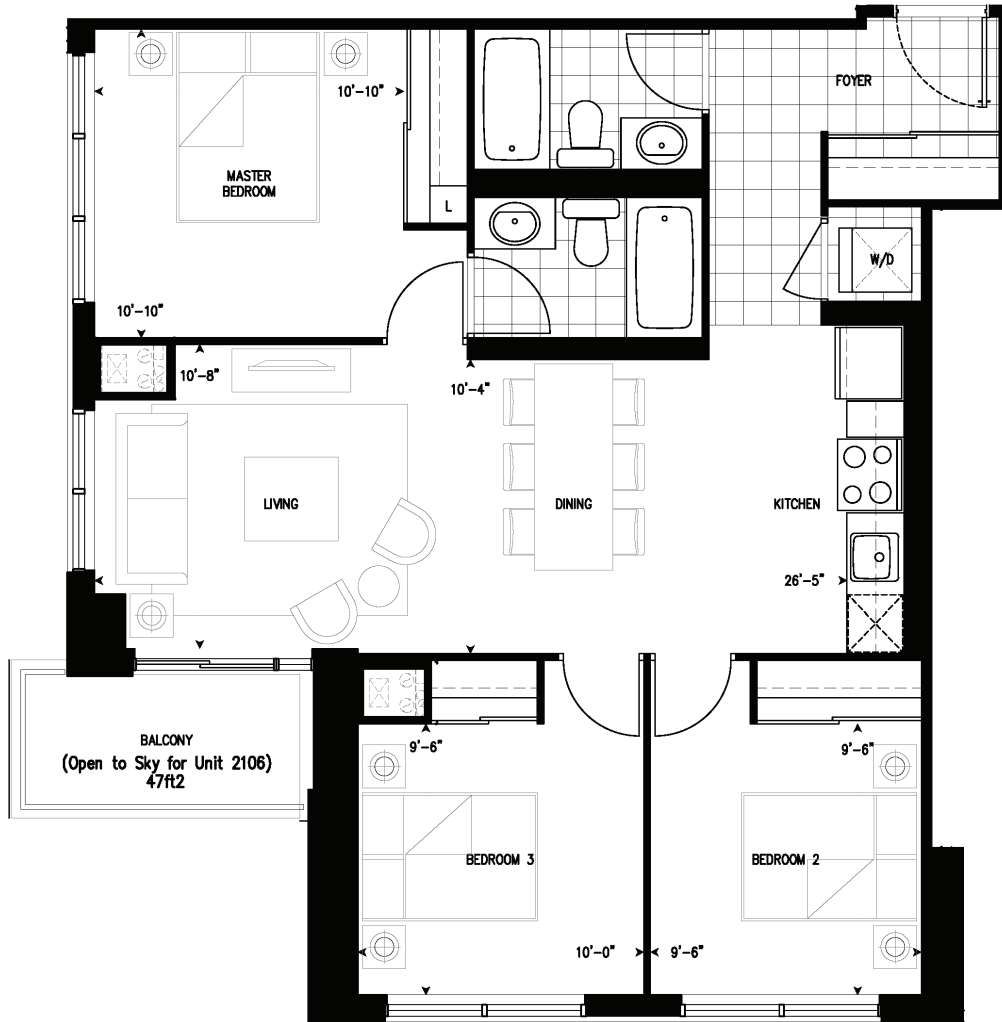 10'-10"
FOYER
MASTER
BEDROOM
L
W/D
10'-10"
10'-8"
10'-4"
LIVING
DINING
KITCHEN
26'-5"
BALCONY
(Open to Sky for Unit 2106)
47ft2
9'-6"
9'-6"
BEDROOM 3
BEDROOM 2
10'-0"
9'-6"